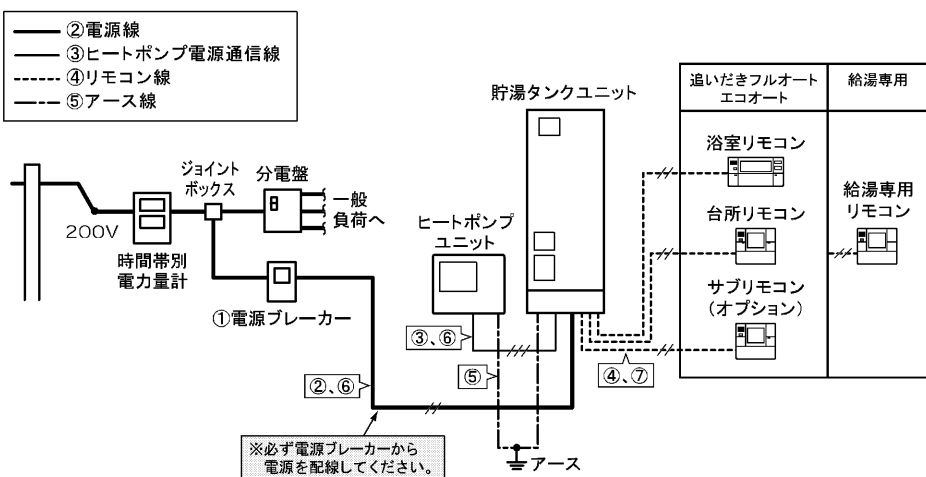 ②電源線
③ヒートポンプ電源通信線
④リモコン線
⑤アース線
200V
時間帯別
電力量計
ジョイント
ボックス
分電盤
一般
負荷へ
①電源ブレーカー
②、⑥
※必ず電源ブレーカーから
電源を配線してください。
ヒートポンプ
ユニット
③、⑥
⑤
アース
貯湯タンクユニット
④、⑦
追いだきフルオート
エコオート
給湯専用
浴室リモコン
台所リモコン
サブリモコン
(オプション)
給湯専用
リモコン